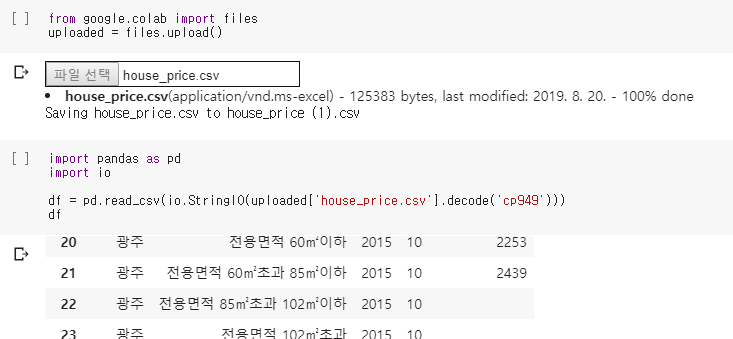 [ ] from google.colab import files
uploaded = files.upload()
파일 선택 house_price.csv
• house_price.csv(application/vnd.ms-excel) - 125383 bytes, last modified: 2019. 8. 20. - 100% done
Saving house_price.csv to house_price (1).csv
[ ] import pandas as pd
import io
df = pd.read_csv(io.StringIO(uploaded['house_price.csv'].decode('cp949')))
df
20 광주 전용면적 60㎡이하 2015 10 2253
21 광주 전용면적 60㎡초과 85㎡이하 2015 10 2439
22 광주 전용면적 85㎡초과 102㎡이하 2015 10
23 광주 전용면적 102㎡초과 2015 10